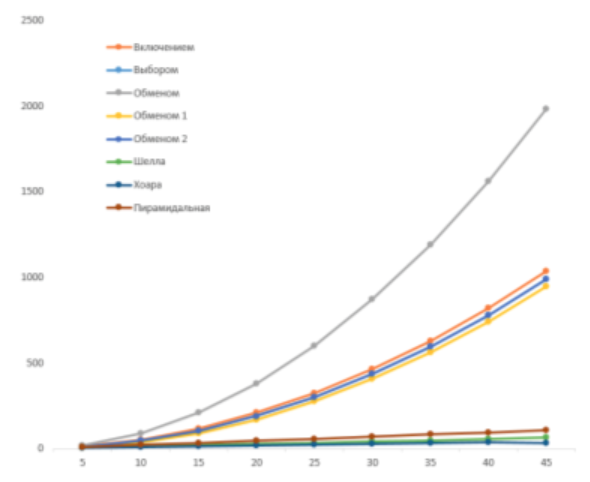 2500
Включением
Выбором
Обменом
2000
Обменом 1
Обменом 2
Шелла
1500
Хоара
Пирамидальная
1000
500
0
5 10 15 20 25 30 35 40 45